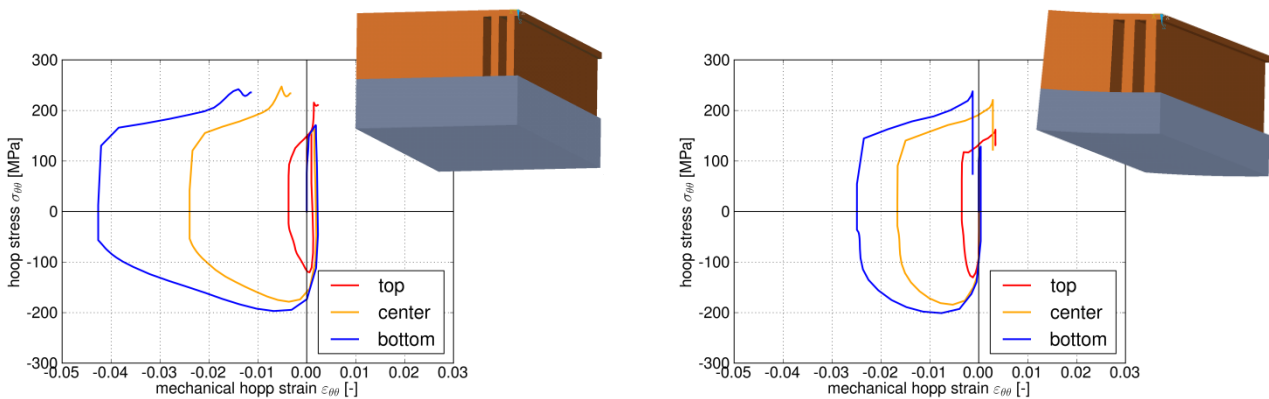 300
200
100
0
-100
-200
-300
hoop stress σθθ [MPa]
top
center
bottom
-0.05 -0.04 -0.03 -0.02 -0.01 0.00 0.01 0.02 0.03
mechanical hopp strain εθθ [-]
300
200
100
0
-100
-200
-300
hoop stress σθθ [MPa]
top
center
bottom
-0.05 -0.04 -0.03 -0.02 -0.01 0.00 0.01 0.02 0.03
mechanical hopp strain εθθ [-]